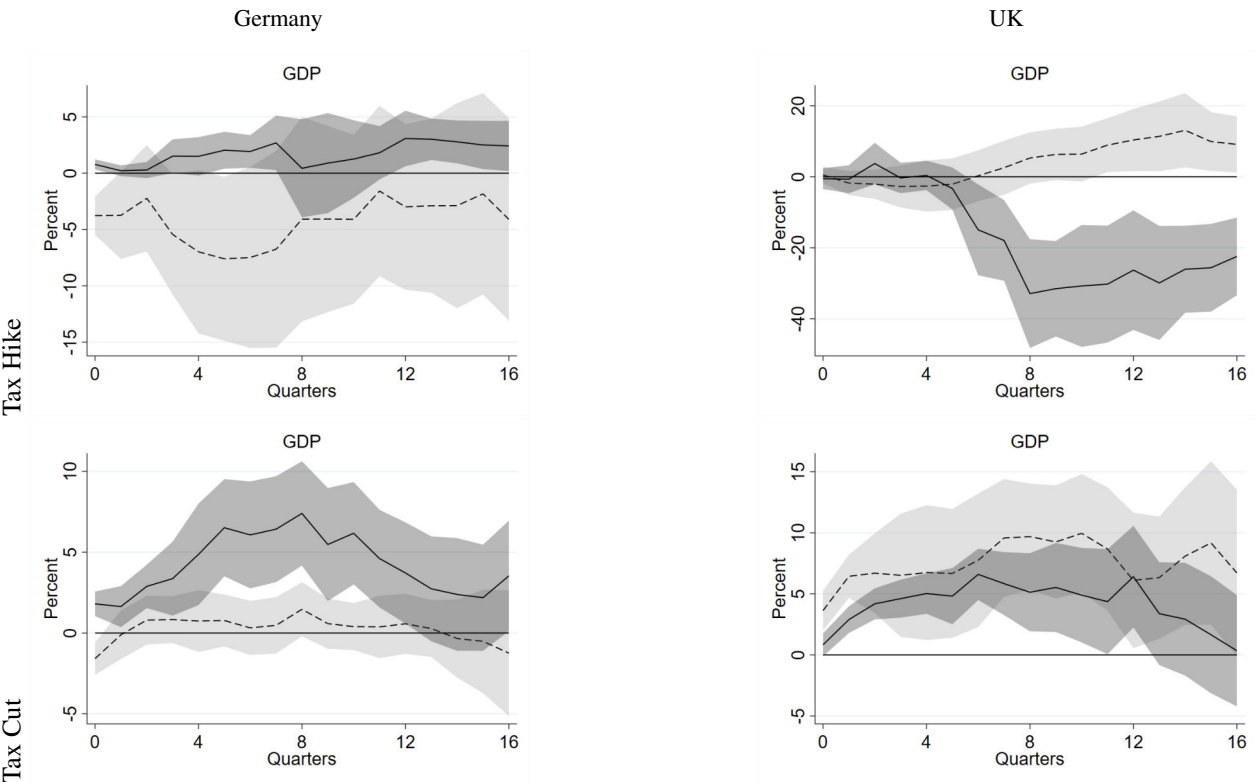 Germany
UK
Tax Hike
GDP
Percent
5
0
-5
-10
-15
0 4 8 12 16
Quarters
GDP
Percent
20
0
-20
-40
0 4 8 12 16
Quarters
Tax Cut
GDP
Percent
10
5
0
-5
0 4 8 12 16
Quarters
GDP
Percent
15
10
5
0
-5
0 4 8 12 16
Quarters